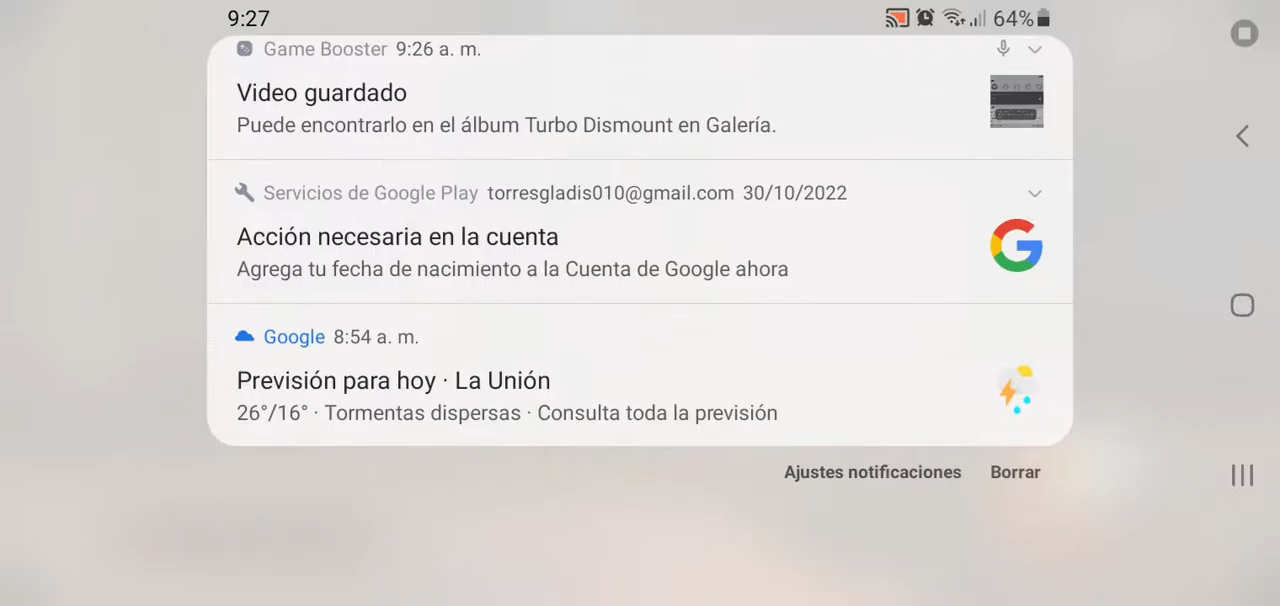 9:27 64%
Game Booster 9:26 a. m.
Video guardado
Puede encontrarlo en el álbum Turbo Dismount en Galería.
Servicios de Google Play torresgladis010@gmail.com 30/10/2022
Acción necesaria en la cuenta
Agrega tu fecha de nacimiento a la Cuenta de Google ahora
Google 8:54 a. m.
Previsión para hoy · La Unión
26°/16° · Tormentas dispersas · Consulta toda la previsión
Ajustes notificaciones Borrar